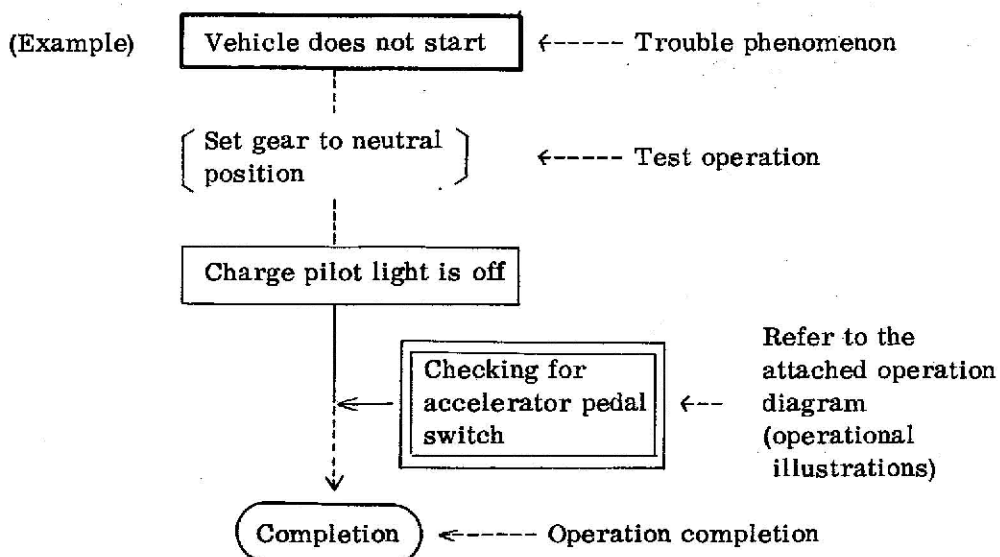 (Example)
Vehicle does not start
Trouble phenomenon
Set gear to neutral
position
Test operation
Charge pilot light is off
Checking for
accelerator pedal
switch
Refer to the
attached operation
diagram
(operational
illustrations)
Completion
Operation completion